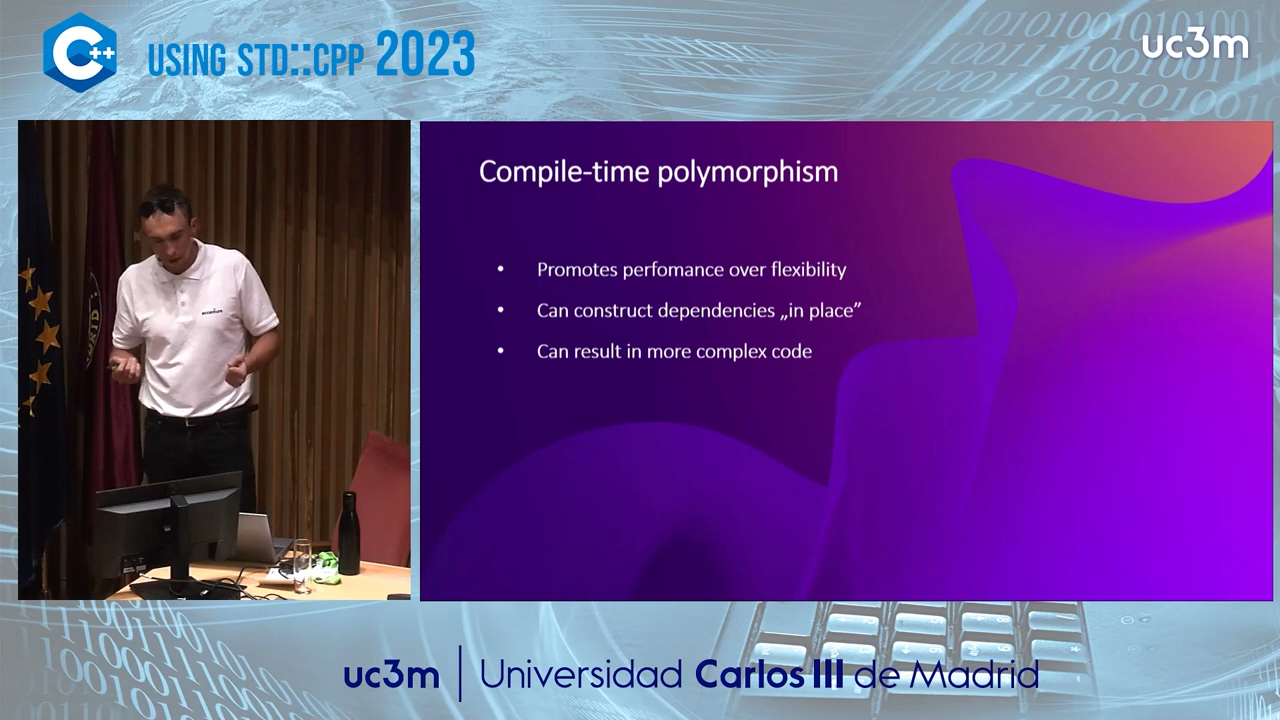 C++
USING STD::CPP 2023
uc3m
Compile-time polymorphism
• Promotes perfomance over flexibility
• Can construct dependencies „in place”
• Can result in more complex code
accenture
uc3m | Universidad Carlos III de Madrid